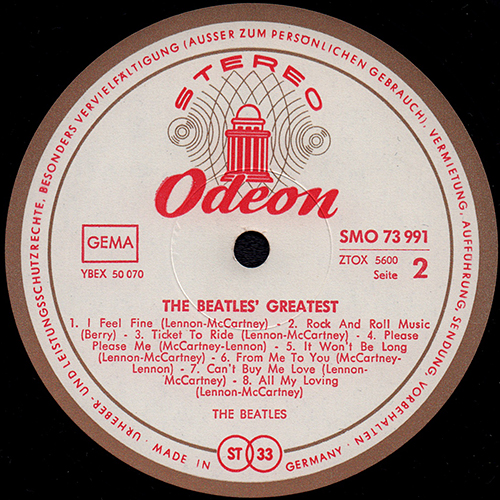 · URHEBER- UND LEISTUNGSSCHUTZRECHTE, BESONDERS VERVIELFÄLTIGUNG (AUSSER ZUM PERSÖNLICHEN GEBRAUCH), VERMIETUNG, AUFFÜHRUNG, SENDUNG VORBEHALTEN ·
STEREO
Odeon
GEMA
YBEX 50 070
SMO 73 991
ZTOX 5600
Seite 2
THE BEATLES' GREATEST
1. I Feel Fine (Lennon-McCartney) - 2. Rock And Roll Music
(Berry) - 3. Ticket To Ride (Lennon-McCartney) - 4. Please
Please Me (McCartney-Lennon) - 5. It Won't Be Long
(Lennon-McCartney) - 6. From Me To You (McCartney-
Lennon) - 7. Can't Buy Me Love (Lennon-
McCartney) - 8. All My Loving
(Lennon-McCartney)
THE BEATLES
MADE IN ST 33 GERMANY